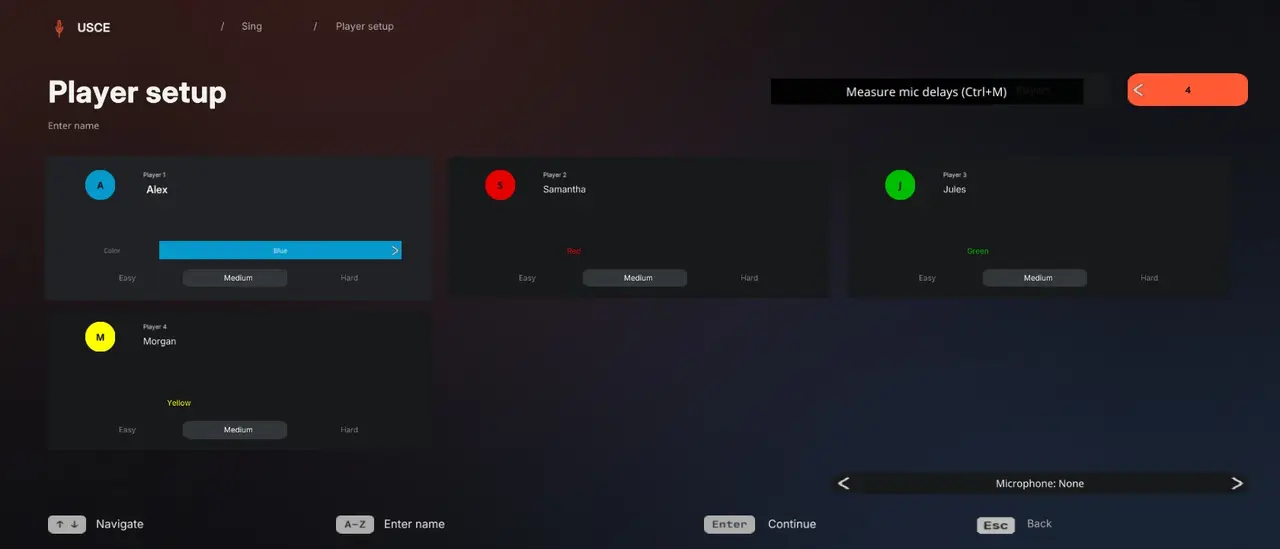 USCE / Sing / Player setup
Player setup
Measure mic delays (Ctrl+M)
4
Enter name
A
Player 1
Alex
Color
Blue
Easy
Medium
Hard
S
Player 2
Samantha
Red
Easy
Medium
Hard
J
Player 3
Jules
Green
Easy
Medium
Hard
M
Player 4
Morgan
Yellow
Easy
Medium
Hard
Microphone: None
↑ ↓ Navigate
A-Z Enter name
Enter Continue
Esc Back